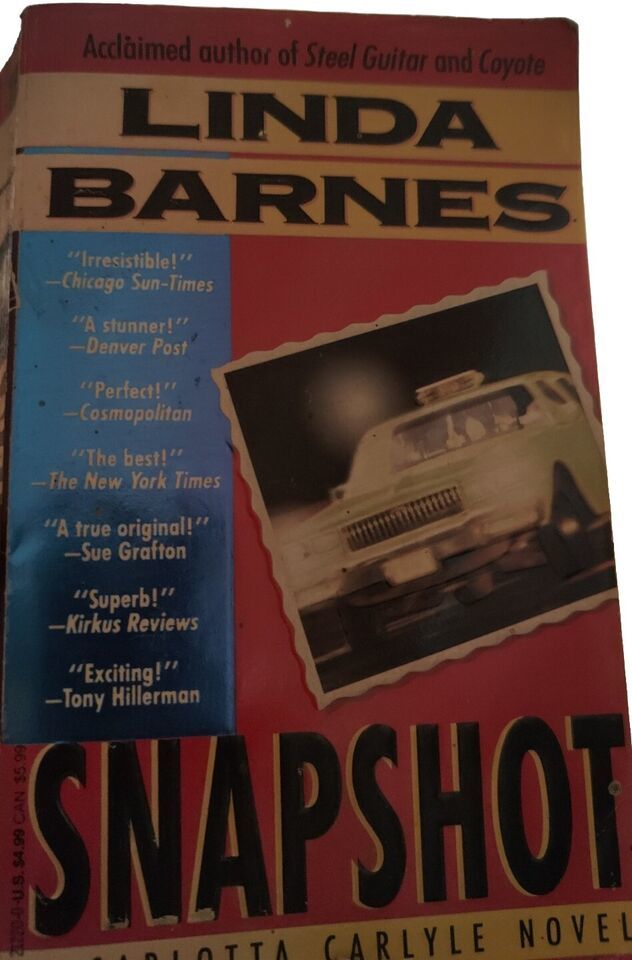 Acclaimed author of Steel Guitar and Coyote
LINDA
BARNES
"Irresistible!"
—Chicago Sun-Times
"A stunner!"
—Denver Post
"Perfect!"
—Cosmopolitan
"The best!"
—The New York Times
"A true original!"
—Sue Grafton
"Superb!"
—Kirkus Reviews
"Exciting!"
—Tony Hillerman
U.S. $4.99 CAN $5.99
SNAPSHOT
CARLOTTA CARLYLE NOVEL